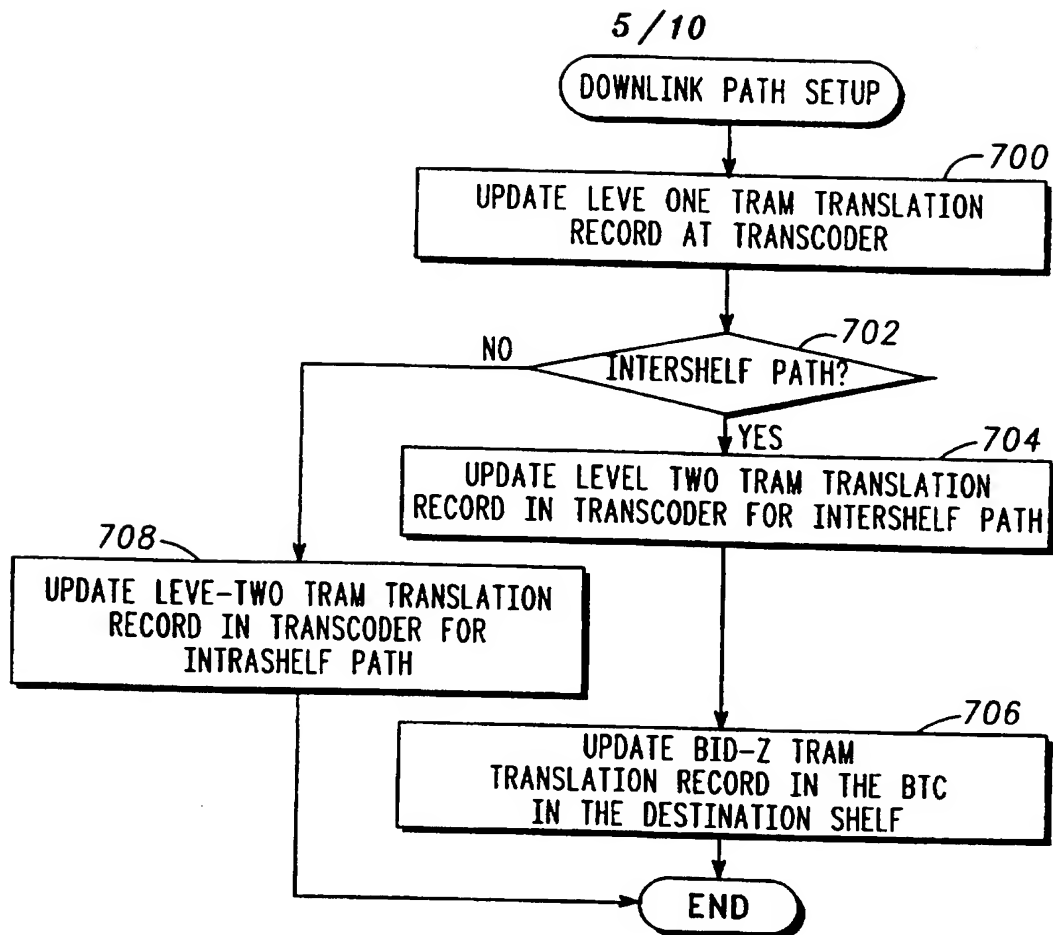 5/10
DOWNLINK PATH SETUP
700
UPDATE LEVE ONE TRAM TRANSLATION
RECORD AT TRANSCODER
702
NO
INTERSHELF PATH?
YES
704
UPDATE LEVEL TWO TRAM TRANSLATION
RECORD IN TRANSCODER FOR INTERSHELF PATH
708
UPDATE LEVE-TWO TRAM TRANSLATION
RECORD IN TRANSCODER FOR
INTRASHELF PATH
706
UPDATE BID-Z TRAM
TRANSLATION RECORD IN THE BTC
IN THE DESTINATION SHELF
END